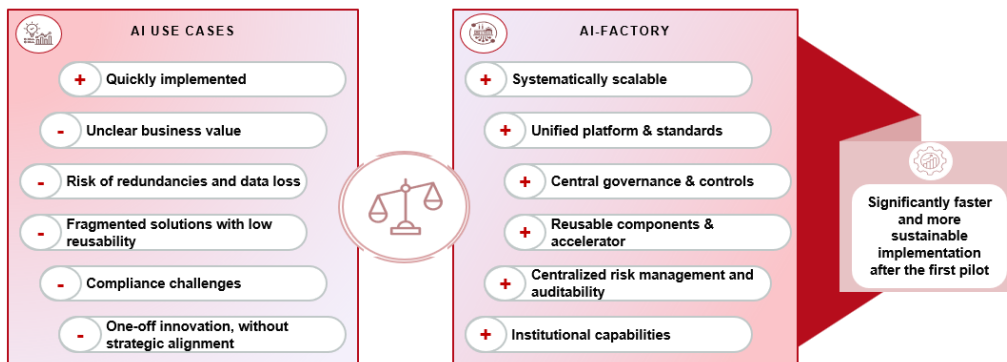 AI USE CASES
+ Quickly implemented
- Unclear business value
- Risk of redundancies and data loss
- Fragmented solutions with low
reusability
- Compliance challenges
- One-off innovation, without
strategic alignment
AI-FACTORY
+ Systematically scalable
+ Unified platform & standards
+ Central governance & controls
+ Reusable components &
accelerator
+ Centralized risk management and
auditability
+ Institutional capabilities
Significantly faster
and more
sustainable
implementation
after the first pilot